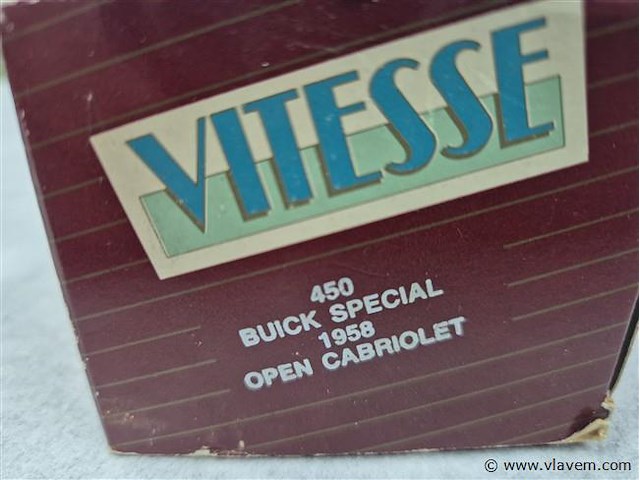 VITESSE
450
BUICK SPECIAL
1958
OPEN CABRIOLET
© www.vlavem.com